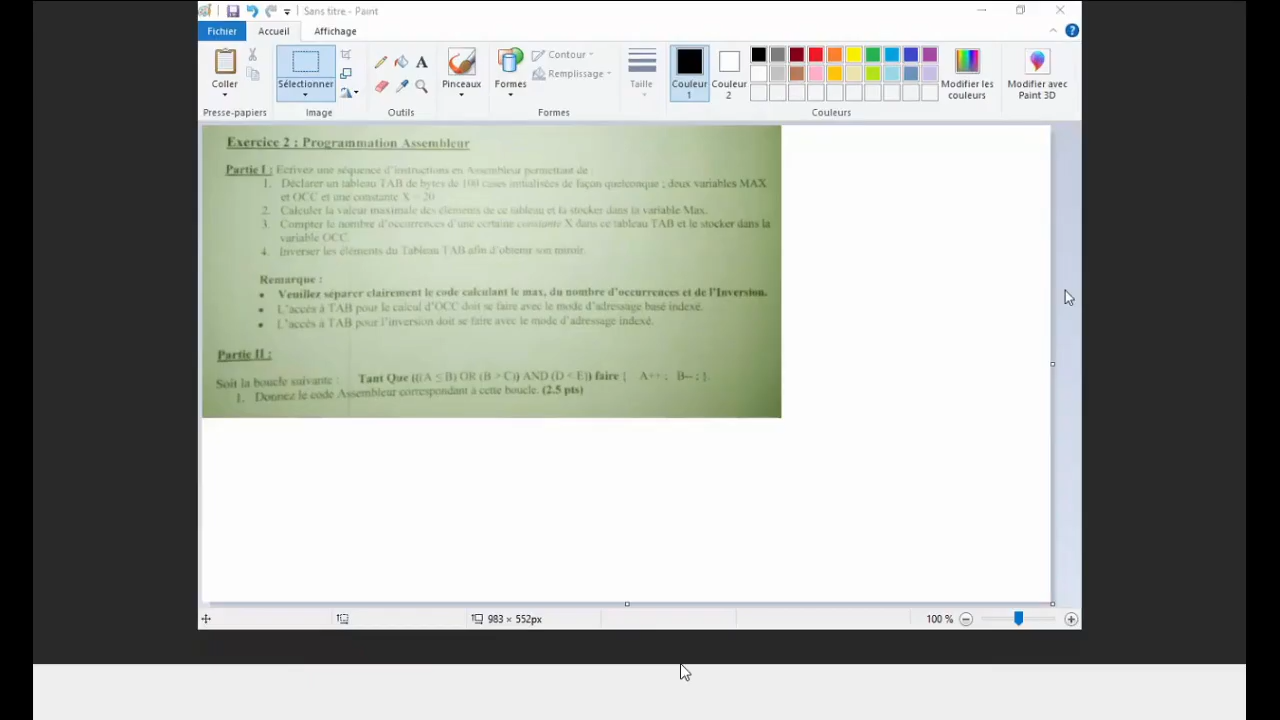 Sans titre - Paint
Fichier Accueil Affichage
Coller
Sélectionner
Pinceaux
Formes
Contour
Remplissage
Taille
Couleur 1
Couleur 2
Modifier les couleurs
Modifier avec Paint 3D
Presse-papiers Image Outils Formes Couleurs
Exercice 2 : Programmation Assembleur
Partie I : Ecrivez une séquence d'instructions en Assembleur permettant de :
1. Déclarer un tableau TAB de bytes de 100 cases initialisées de façon quelconque ; deux variables MAX
et OCC et une constante X = 20
2. Calculer la valeur maximale des éléments de ce tableau et la stocker dans la variable Max.
3. Compter le nombre d'occurrences d'une certaine constante X dans ce tableau TAB et le stocker dans la
variable OCC.
4. Inverser les éléments du Tableau TAB afin d'obtenir son miroir.
Remarque :
• Veuillez séparer clairement le code calculant le max, du nombre d'occurrences et de l'Inversion.
• L'accès à TAB pour le calcul d'OCC doit se faire avec le mode d'adressage basé indexé.
• L'accès à TAB pour l'inversion doit se faire avec le mode d'adressage indexé.
Partie II :
Soit la boucle suivante : Tant Que (((A ≤ B) OR (B > C)) AND (D < E)) faire { A++ ; B-- ; }.
1. Donnez le code Assembleur correspondant à cette boucle. (2.5 pts)
983 × 552px
100 %